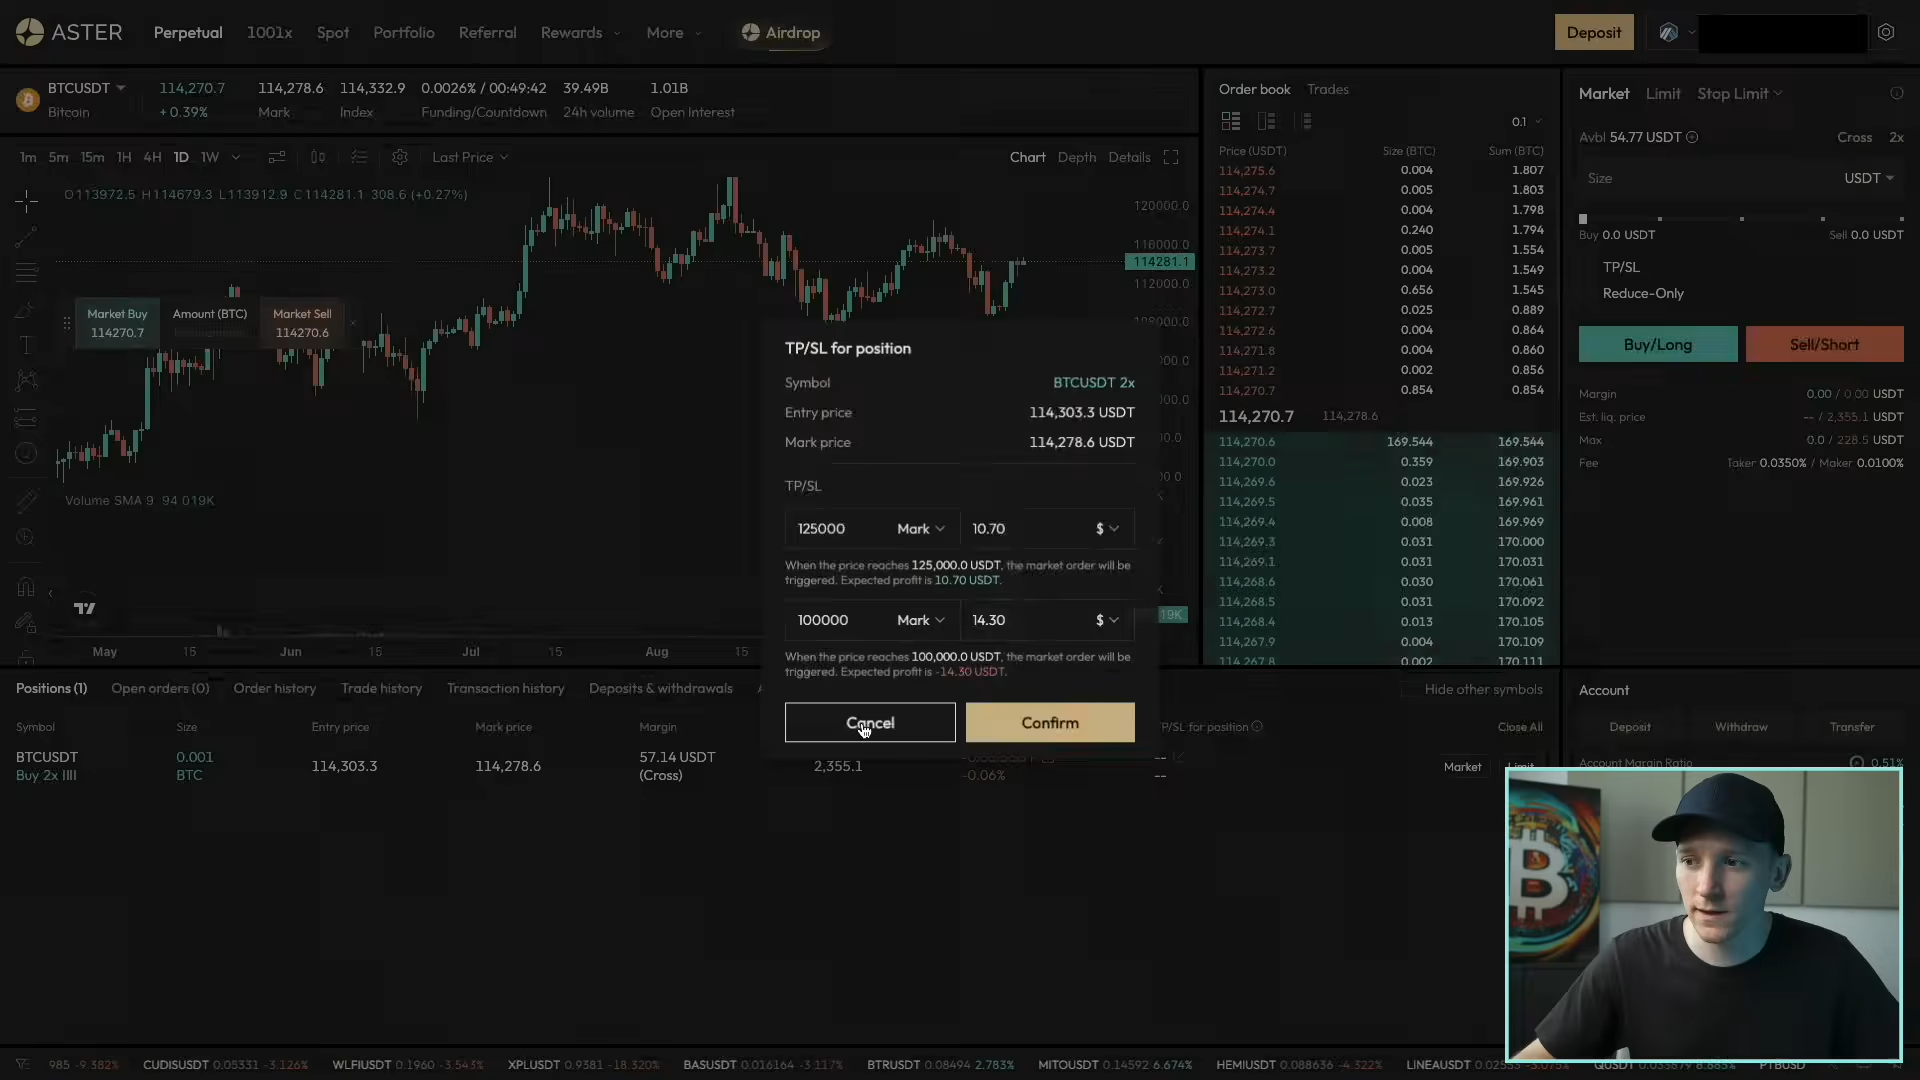 ASTER Perpetual 1001x Spot Portfolio Referral Rewards More Airdrop Deposit
BTCUSDT 114,270.7 114,278.6 114,332.9 0.0026% / 00:49:42 39.49B 1.01B
Bitcoin + 0.39% Mark Index Funding/Countdown 24h volume Open Interest
1m 5m 15m 1H 4H 1D 1W Last Price Chart Depth Details
O113972.5 H114679.3 L113912.9 C114281.1 308.6 (+0.27%)
120000.0
118000.0
114281.1
112000.0
Market Buy Amount (BTC) Market Sell
114270.7 114270.6
Volume SMA 9 94.019K
19K
May 15 Jun 15 Jul 15 Aug 15
TP/SL for position
Symbol BTCUSDT 2x
Entry price 114,303.3 USDT
Mark price 114,278.6 USDT
TP/SL
125000 Mark 10.70 $
When the price reaches 125,000.0 USDT, the market order will be
triggered. Expected profit is 10.70 USDT.
100000 Mark 14.30 $
When the price reaches 100,000.0 USDT, the market order will be
triggered. Expected profit is -14.30 USDT.
Cancel Confirm
Order book Trades
0.1
Price (USDT) Size (BTC) Sum (BTC)
114,275.6 0.004 1.807
114,274.7 0.005 1.803
114,274.4 0.004 1.798
114,274.1 0.240 1.794
114,273.7 0.005 1.554
114,273.2 0.004 1.549
114,273.0 0.656 1.545
114,272.7 0.025 0.889
114,272.6 0.004 0.864
114,271.8 0.004 0.860
114,271.2 0.002 0.856
114,270.7 0.854 0.854
114,270.7 114,278.6
114,270.6 169.544 169.544
114,270.0 0.359 169.903
114,269.6 0.023 169.926
114,269.5 0.035 169.961
114,269.4 0.008 169.969
114,269.3 0.031 170.000
114,269.1 0.031 170.031
114,268.6 0.030 170.061
114,268.5 0.031 170.092
114,268.4 0.013 170.105
114,267.9 0.004 170.109
114,267.8 0.002 170.111
Market Limit Stop Limit
Avbl 54.77 USDT Cross 2x
Size USDT
Buy 0.0 USDT Sell 0.0 USDT
TP/SL
Reduce-Only
Buy/Long Sell/Short
Margin 0.00 / 0.00 USDT
Est. liq. price -- / 2,355.1 USDT
Max 0.0 / 228.5 USDT
Fee Taker 0.0350% / Maker 0.0100%
Positions (1) Open orders (0) Order history Trade history Transaction history Deposits & withdrawals Hide other symbols
Symbol Size Entry price Mark price Margin P/SL for position Close All
BTCUSDT 0.001 57.14 USDT
Buy 2x BTC 114,303.3 114,278.6 (Cross) 2,355.1 -0.06% -- Market Limit
Account
Deposit Withdraw Transfer
Account Margin Ratio 0.51%
985 -9.382% CUDISUSDT 0.05331 -3.126% WLFIUSDT 0.1960 -3.543% XPLUSDT 0.9381 -18.320% BASUSDT 0.016164 -3.117% BTRUSDT 0.08494 2.783% MITOUSDT 0.14592 6.674% HEMIUSDT 0.088636 -4.322% LINEAUSDT